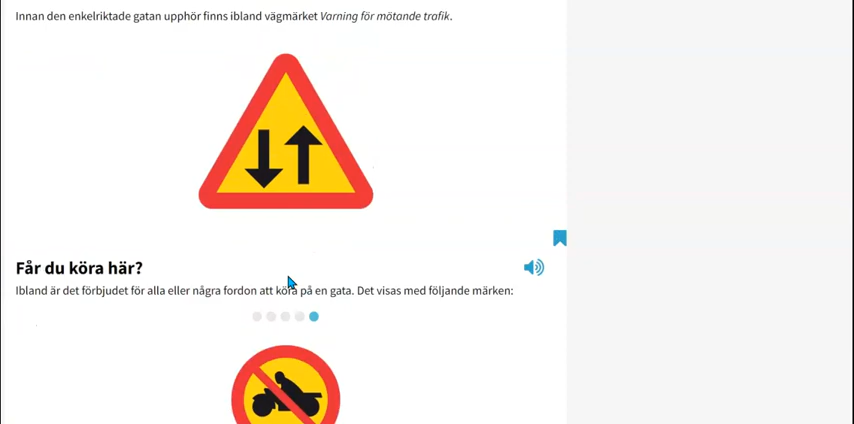 Innan den enkelriktade gatan upphör finns ibland vägmärket Varning för mötande trafik.
Får du köra här?
Ibland är det förbjudet för alla eller några fordon att köra på en gata. Det visas med följande märken: